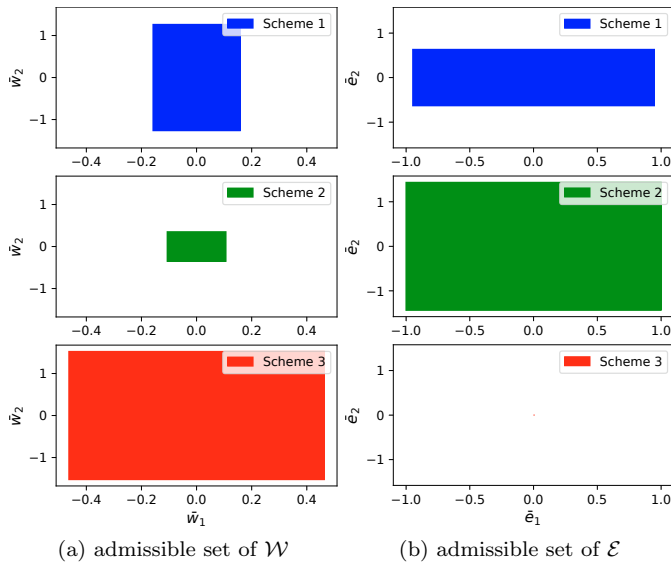 Scheme 1
w̄₂
1
0
−1
−0.4 −0.2 0.0 0.2 0.4
Scheme 2
w̄₂
1
0
−1
−0.4 −0.2 0.0 0.2 0.4
Scheme 3
w̄₂
1
0
−1
−0.4 −0.2 0.0 0.2 0.4
w̄₁
(a) admissible set of 𝒲
Scheme 1
ē₂
1
0
−1
−1.0 −0.5 0.0 0.5 1.0
Scheme 2
ē₂
1
0
−1
−1.0 −0.5 0.0 0.5 1.0
Scheme 3
ē₂
1
0
−1
−1.0 −0.5 0.0 0.5 1.0
ē₁
(b) admissible set of ℰ